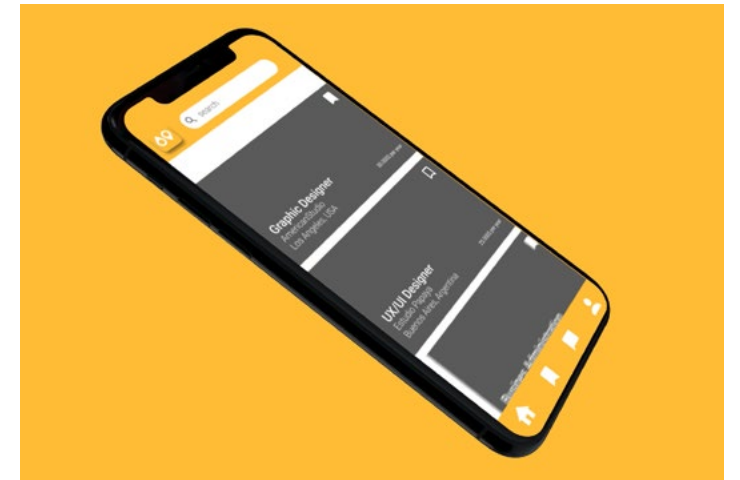 search
Graphic Designer
AmericanStudio
Los Angeles, USA
UX/UI Designer
Estudio Papaya
Buenos Aires, Argentina